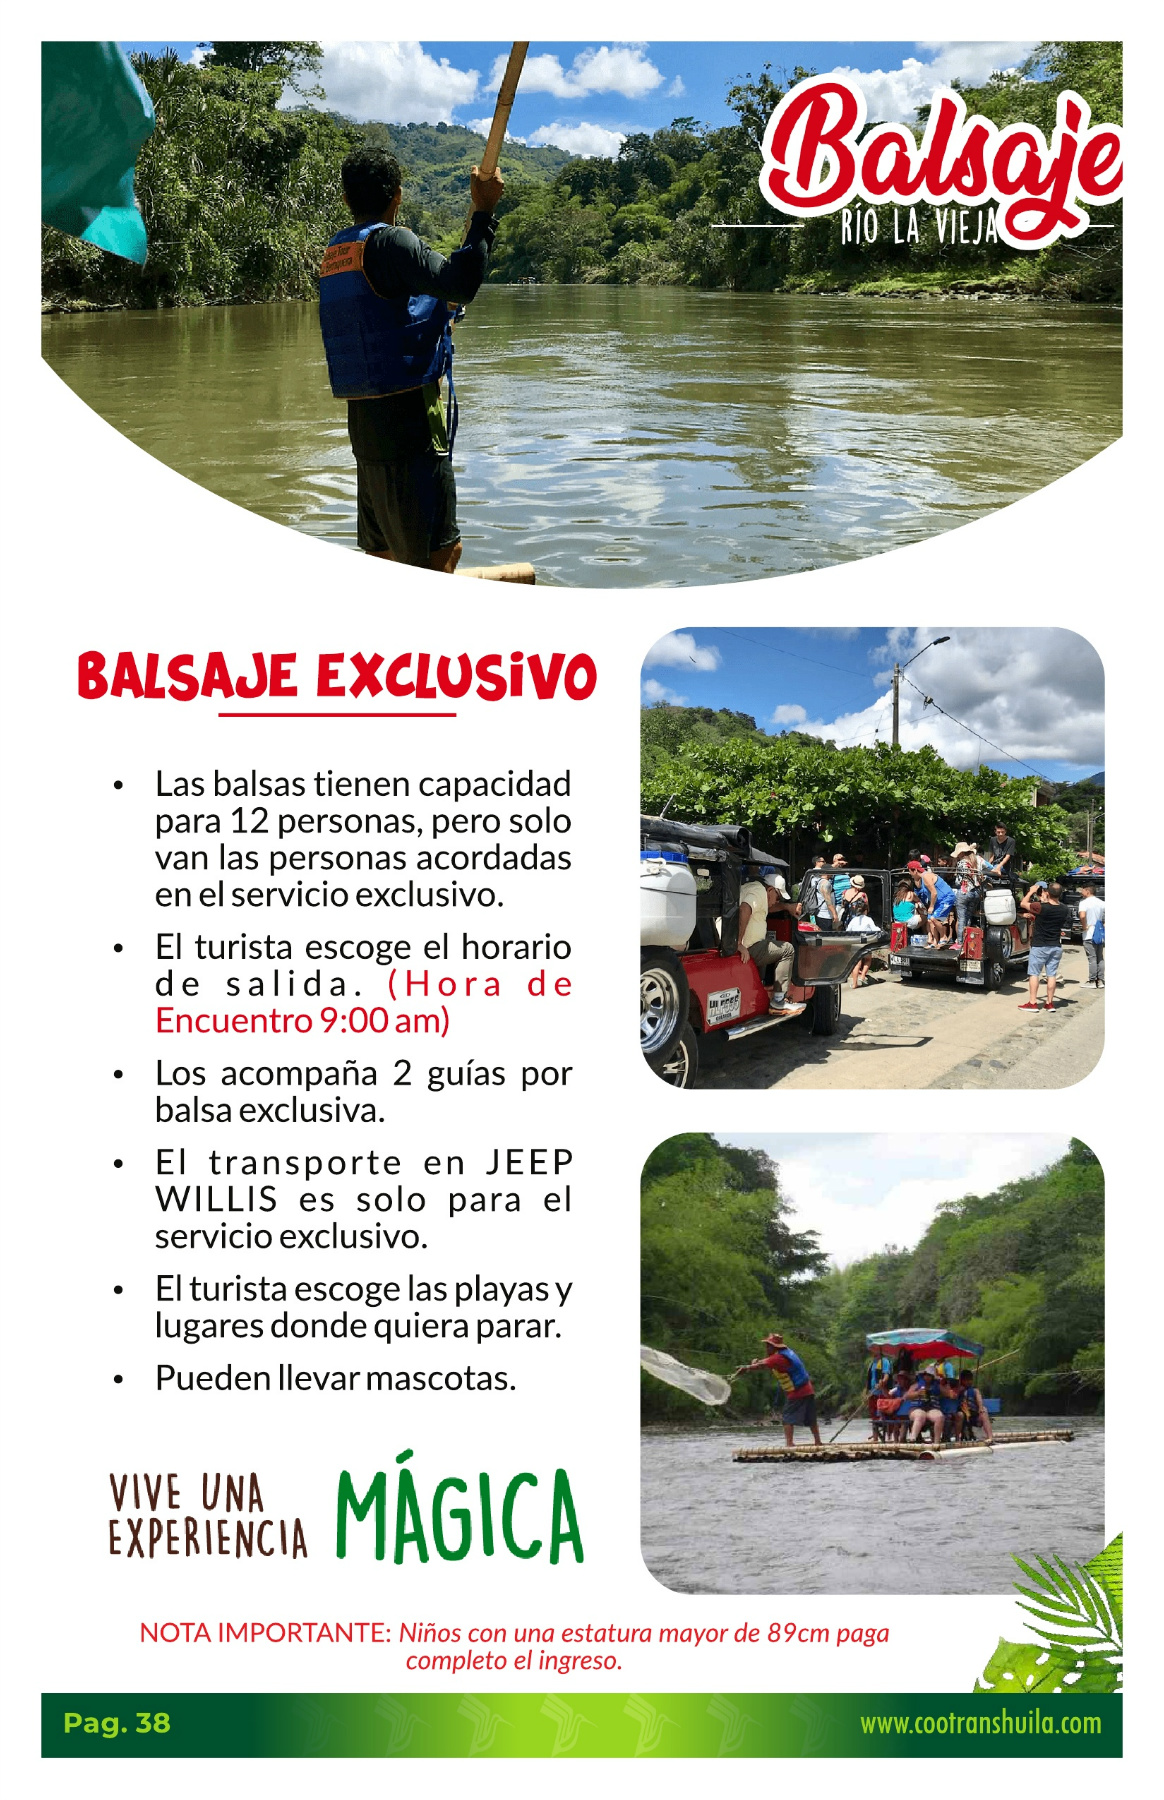 Balsaje
RÍO LA VIEJA
BALSAJE EXCLUSiVO
• Las balsas tienen capacidad
para 12 personas, pero solo
van las personas acordadas
en el servicio exclusivo.
• El turista escoge el horario
de salida. (Hora de
Encuentro 9:00 am)
• Los acompaña 2 guías por
balsa exclusiva.
• El transporte en JEEP
WILLIS es solo para el
servicio exclusivo.
• El turista escoge las playas y
lugares donde quiera parar.
• Pueden llevar mascotas.
VIVE UNA
EXPERIENCIA
MÁGICA
NOTA IMPORTANTE: Niños con una estatura mayor de 89cm paga
completo el ingreso.
Pag. 38
www.cootranshuila.com